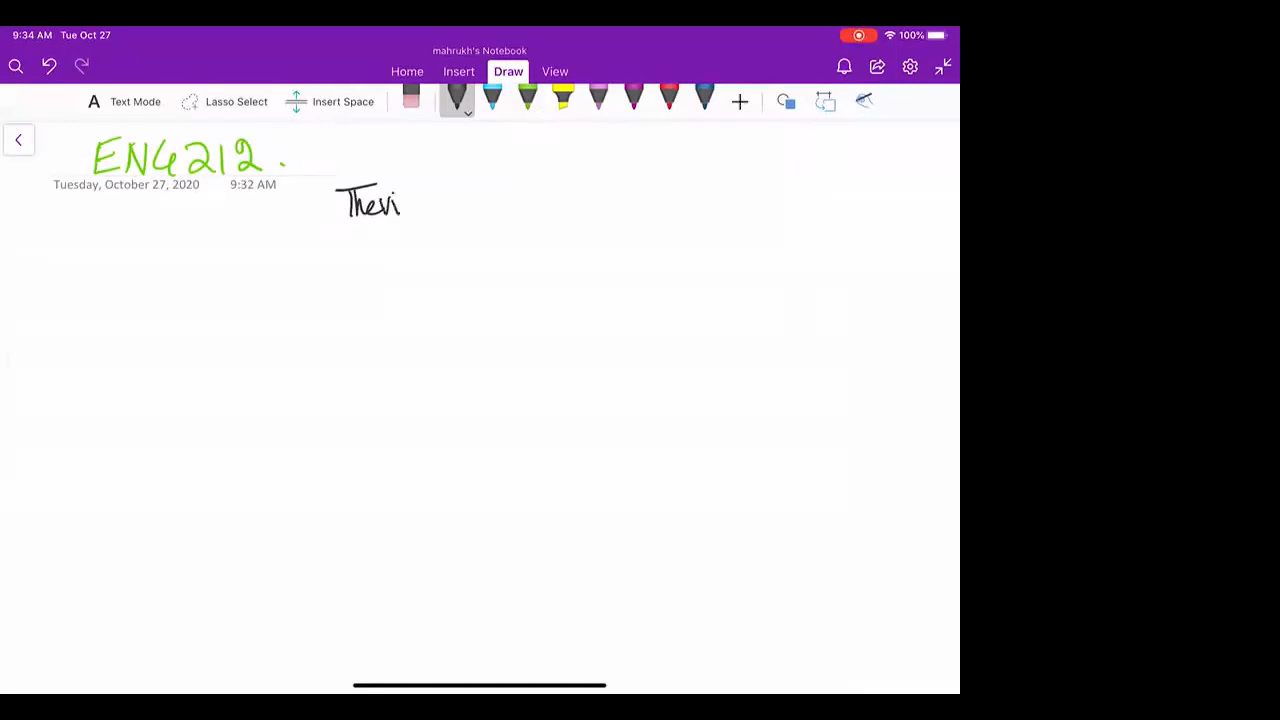 9:34 AM Tue Oct 27
100%
mahrukh's Notebook
Home Insert Draw View
A Text Mode Lasso Select Insert Space
ENG212.
Tuesday, October 27, 2020 9:32 AM
Thevi